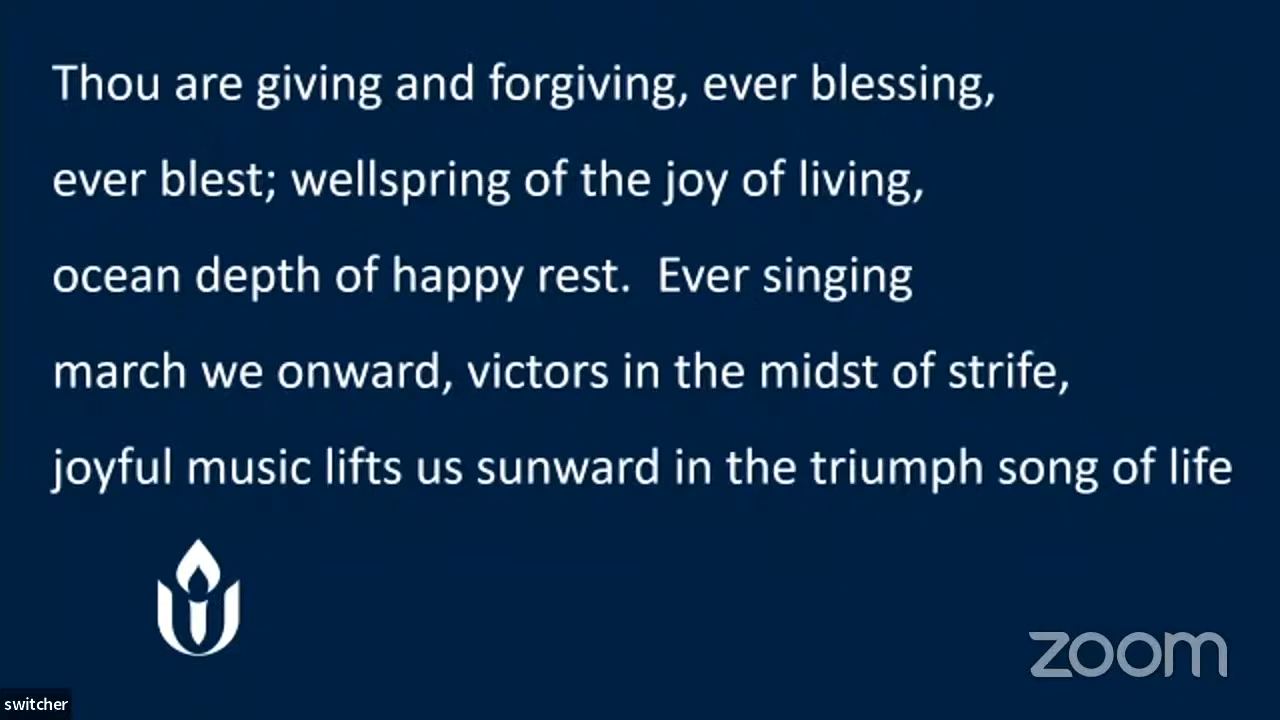 Thou are giving and forgiving, ever blessing,
ever blest; wellspring of the joy of living,
ocean depth of happy rest.  Ever singing
march we onward, victors in the midst of strife,
joyful music lifts us sunward in the triumph song of life
zoom
switcher